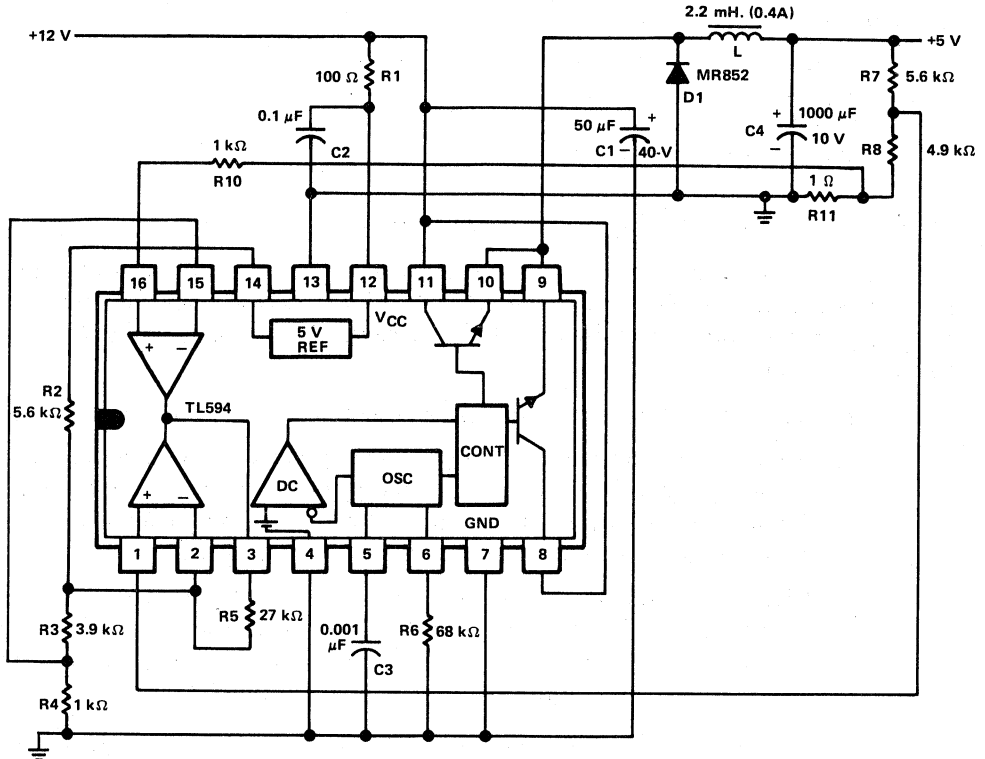 2.2 mH. (0.4A)
L
+12 V
+5 V
100 Ω
R1
MR852
D1
R7
5.6 kΩ
0.1 μF
C2
50 μF
+
C1
−
40-V
+
1000 μF
C4
10 V
−
R8
4.9 kΩ
1 kΩ
R10
1 Ω
R11
16
15
14
13
12
11
10
9
VCC
5 V
REF
+
−
R2
5.6 kΩ
TL594
CONT
DC
OSC
+
−
GND
1
2
3
4
5
6
7
8
R3
3.9 kΩ
R5
27 kΩ
0.001
μF
C3
R6
68 kΩ
R4
1 kΩ